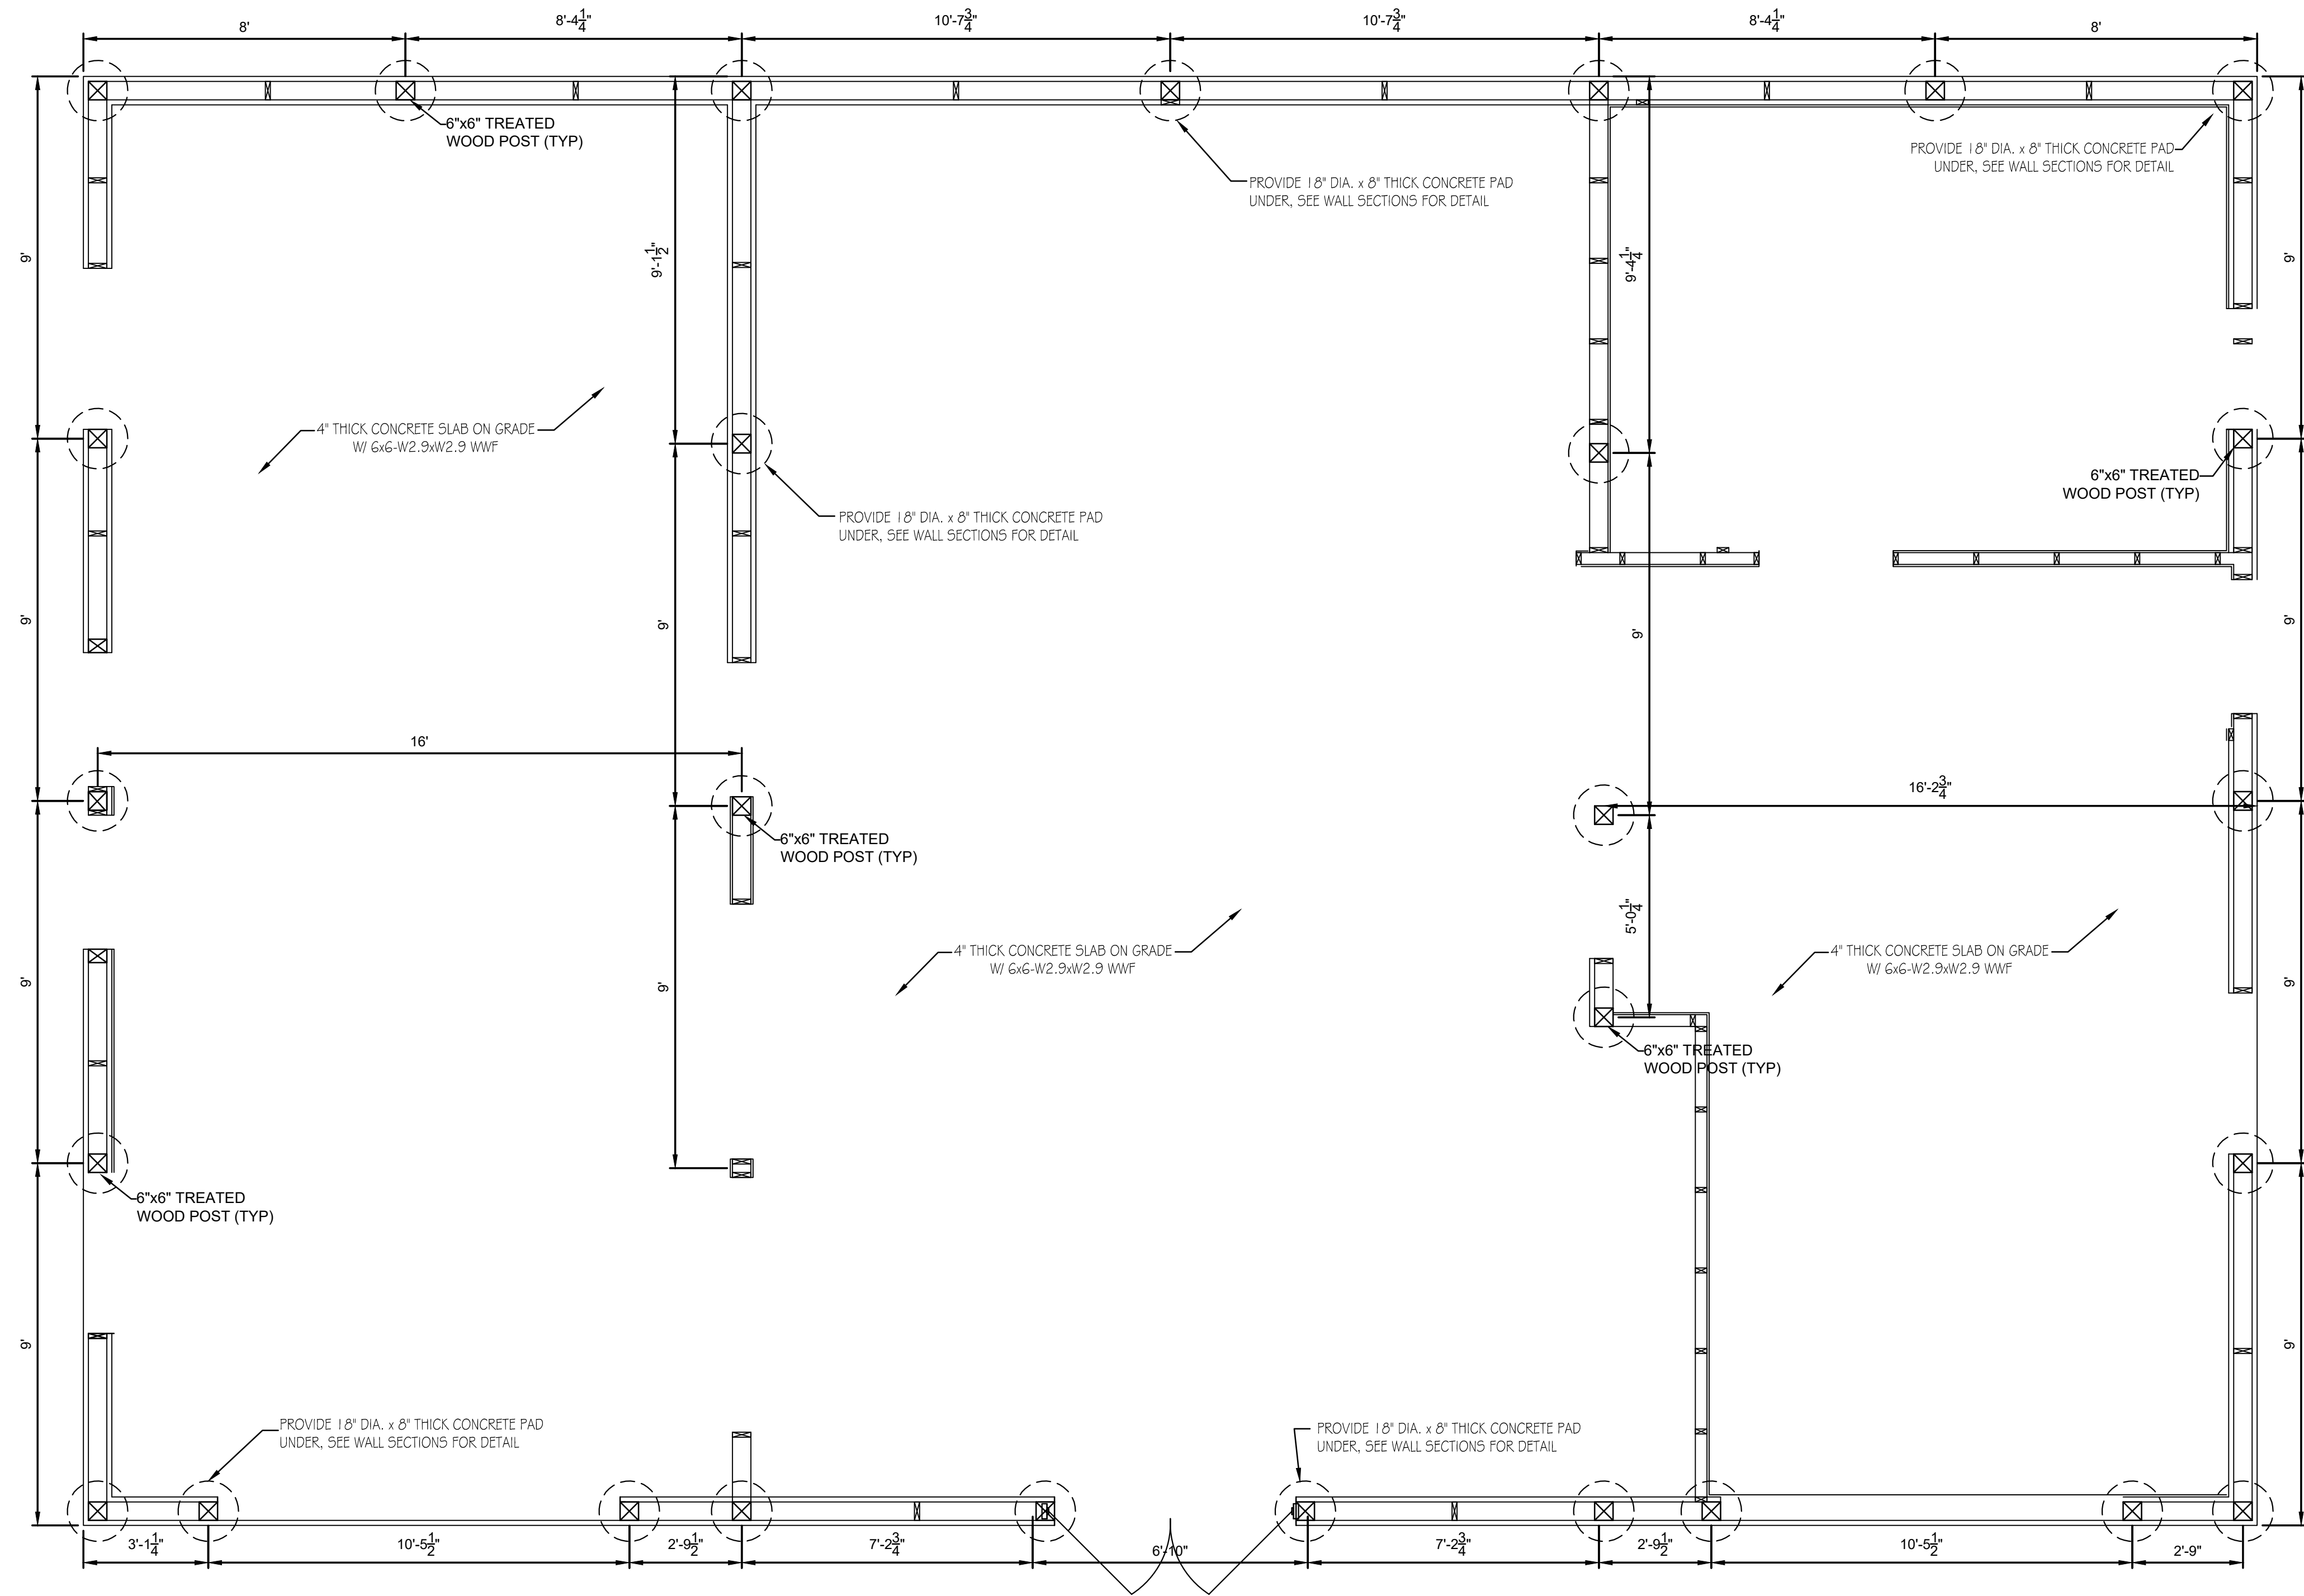 8'
8'-4 1/4"
10'-7 3/4"
10'-7 3/4"
8'-4 1/4"
8'
6"x6" TREATED
WOOD POST (TYP)
PROVIDE 18" DIA. x 8" THICK CONCRETE PAD
UNDER, SEE WALL SECTIONS FOR DETAIL
PROVIDE 18" DIA. x 8" THICK CONCRETE PAD
UNDER, SEE WALL SECTIONS FOR DETAIL
9'
9'-1 1/2"
9'-4 1/4"
9'
4" THICK CONCRETE SLAB ON GRADE
W/ 6x6-W2.9xW2.9 WWF
PROVIDE 18" DIA. x 8" THICK CONCRETE PAD
UNDER, SEE WALL SECTIONS FOR DETAIL
6"x6" TREATED
WOOD POST (TYP)
9'
9'
9'
9'
16'
16'-2 3/4"
6"x6" TREATED
WOOD POST (TYP)
5'-0 1/4"
4" THICK CONCRETE SLAB ON GRADE
W/ 6x6-W2.9xW2.9 WWF
4" THICK CONCRETE SLAB ON GRADE
W/ 6x6-W2.9xW2.9 WWF
9'
9'
9'
6"x6" TREATED
WOOD POST (TYP)
6"x6" TREATED
WOOD POST (TYP)
9'
9'
PROVIDE 18" DIA. x 8" THICK CONCRETE PAD
UNDER, SEE WALL SECTIONS FOR DETAIL
PROVIDE 18" DIA. x 8" THICK CONCRETE PAD
UNDER, SEE WALL SECTIONS FOR DETAIL
3'-1 1/4"
10'-5 1/2"
2'-9 1/2"
7'-2 3/4"
6'-10"
7'-2 3/4"
2'-9 1/2"
10'-5 1/2"
2'-9"